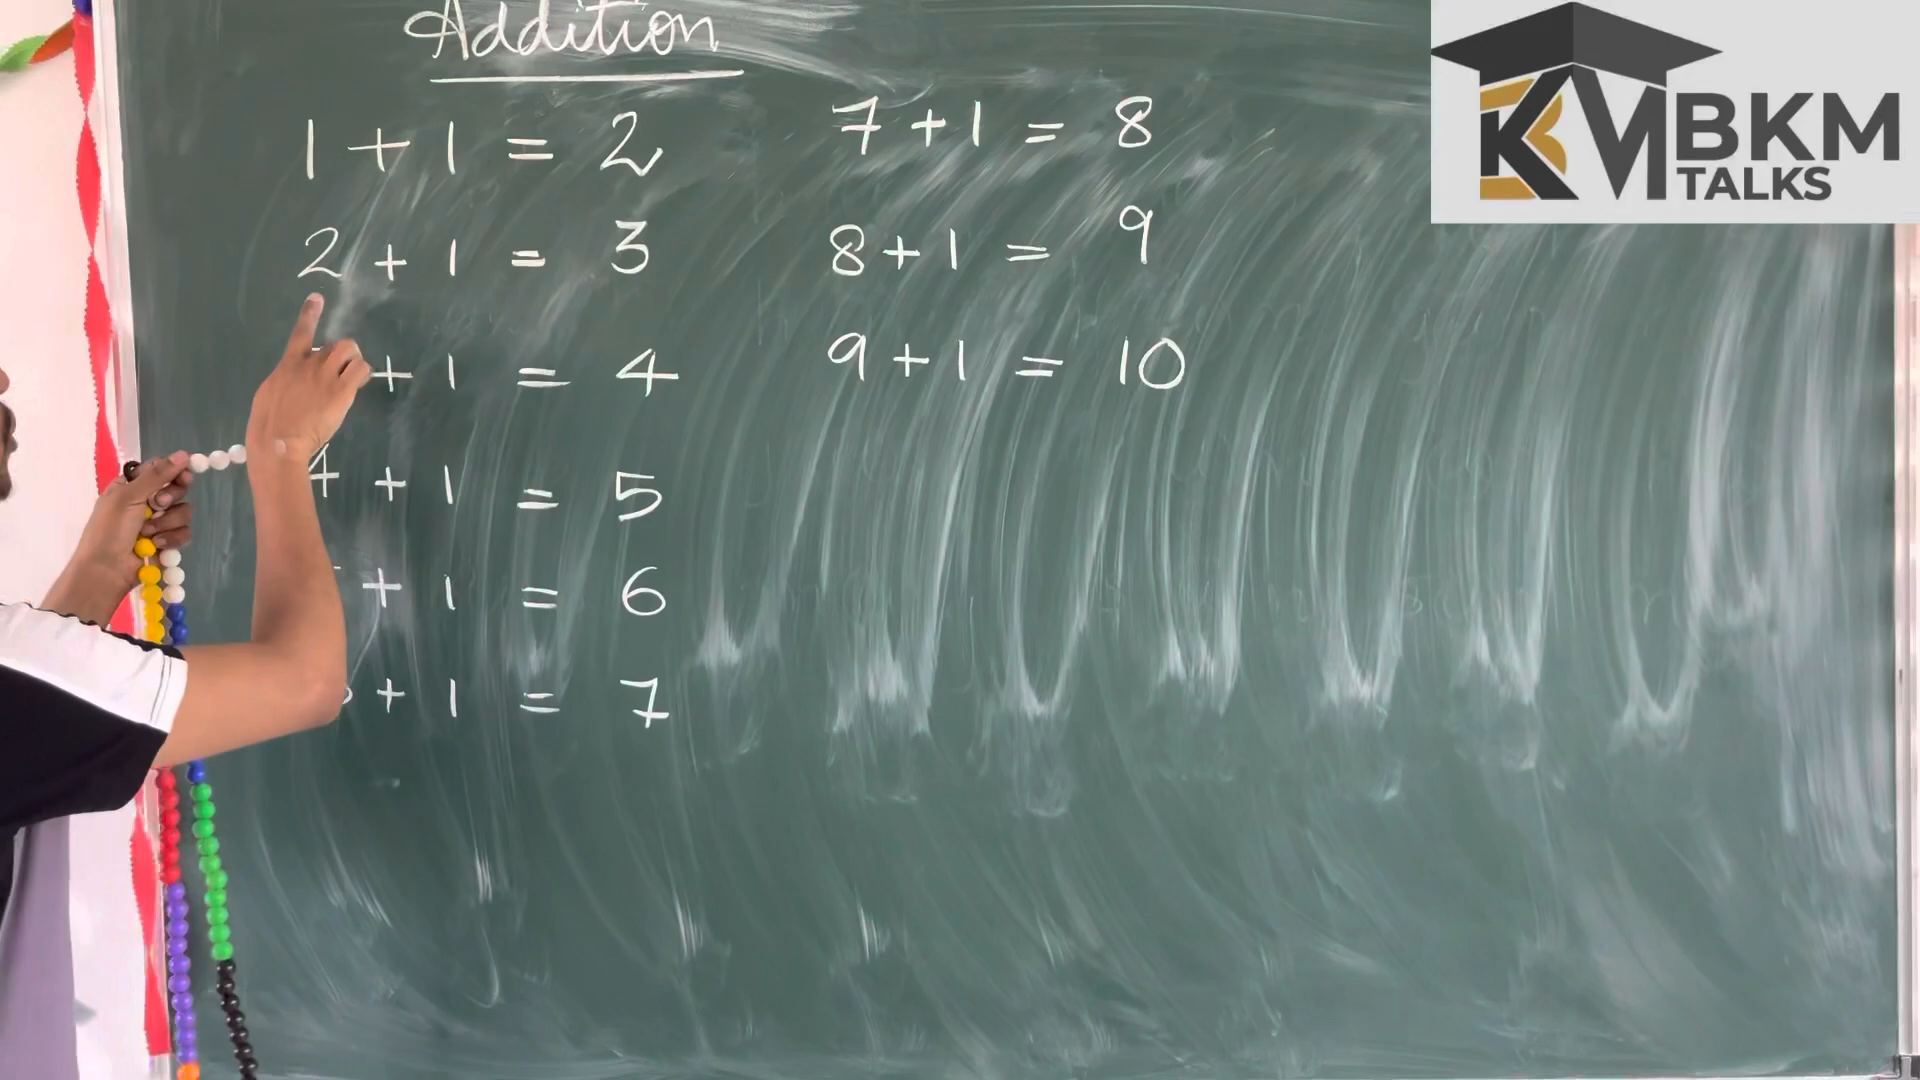 Addition
1 + 1 = 2
2 + 1 = 3
+ 1 = 4
4 + 1 = 5
+ 1 = 6
+ 1 = 7
7 + 1 = 8
8 + 1 = 9
9 + 1 = 10
BKM
TALKS